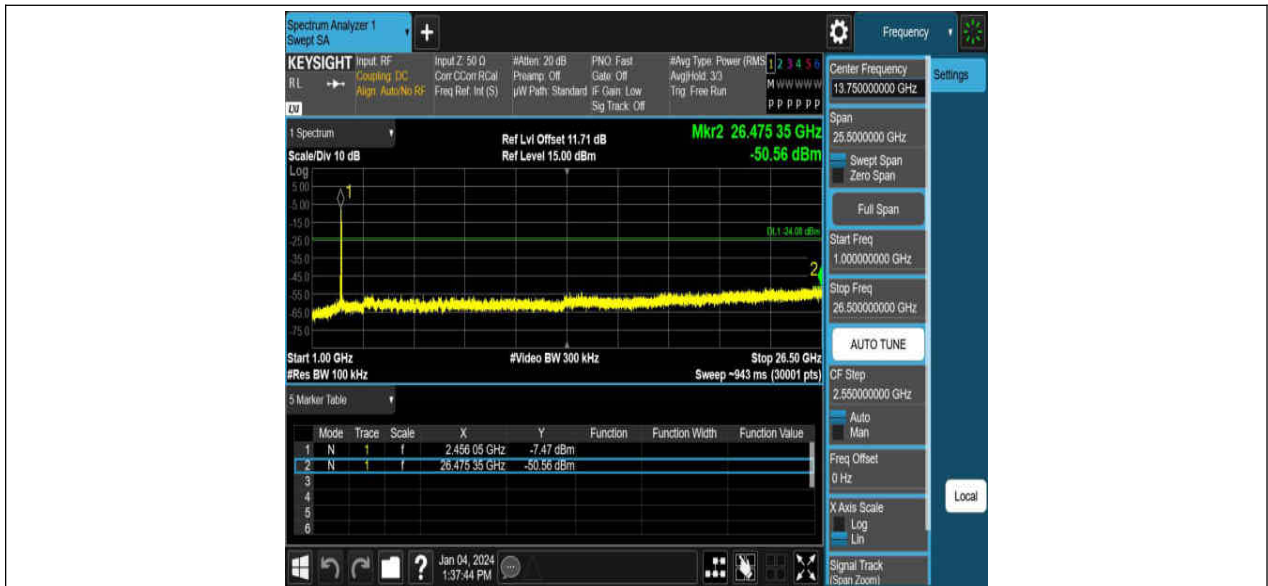 Spectrum Analyzer 1
Swept SA
+
Frequency
KEYSIGHT
RL
LXI
Input: RF
Coupling: DC
Align: Auto/No RF
Input Z: 50 Ω
Corr CCorr RCal
Freq Ref: Int (S)
#Atten: 20 dB
Preamp: Off
µW Path: Standard
PNO: Fast
Gate: Off
IF Gain: Low
Sig Track: Off
#Avg Type: Power (RMS
Avg|Hold: 3/3
Trig: Free Run
1 2 3 4 5 6
M W W W W W
P P P P P P
Center Frequency
13.750000000 GHz
Settings
1 Spectrum
Scale/Div 10 dB
Ref Lvl Offset 11.71 dB
Ref Level 15.00 dBm
Mkr2 26.475 35 GHz
-50.56 dBm
Log
5.00
-5.00
-15.0
-25.0
-35.0
-45.0
-55.0
-65.0
-75.0
1
DL1 -24.08 dBm
2
Start 1.00 GHz
#Res BW 100 kHz
#Video BW 300 kHz
Stop 26.50 GHz
Sweep ~943 ms (30001 pts)
Span
25.5000000 GHz
Swept Span
Zero Span
Full Span
Start Freq
1.000000000 GHz
Stop Freq
26.500000000 GHz
AUTO TUNE
CF Step
2.550000000 GHz
Auto
Man
Freq Offset
0 Hz
X Axis Scale
Log
Lin
Signal Track
(Span Zoom)
Local
5 Marker Table
Mode Trace Scale X Y Function Function Width Function Value
1 N 1 f 2.456 05 GHz -7.47 dBm
2 N 1 f 26.475 35 GHz -50.56 dBm
3
4
5
6
?
Jan 04, 2024
1:37:44 PM